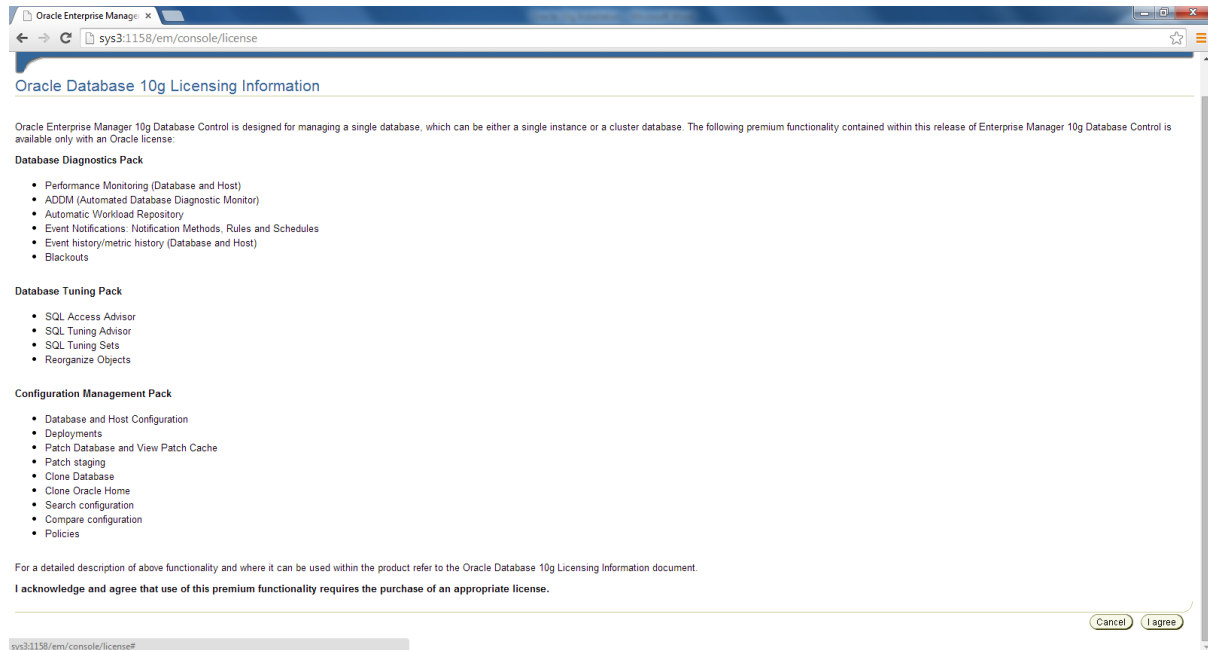 Oracle Enterprise Manage
sys3:1158/em/console/license
Oracle Database 10g Licensing Information
Oracle Enterprise Manager 10g Database Control is designed for managing a single database, which can be either a single instance or a cluster database. The following premium functionality contained within this release of Enterprise Manager 10g Database Control is
available only with an Oracle license:
Database Diagnostics Pack
• Performance Monitoring (Database and Host)
• ADDM (Automated Database Diagnostic Monitor)
• Automatic Workload Repository
• Event Notifications: Notification Methods, Rules and Schedules
• Event history/metric history (Database and Host)
• Blackouts
Database Tuning Pack
• SQL Access Advisor
• SQL Tuning Advisor
• SQL Tuning Sets
• Reorganize Objects
Configuration Management Pack
• Database and Host Configuration
• Deployments
• Patch Database and View Patch Cache
• Patch staging
• Clone Database
• Clone Oracle Home
• Search configuration
• Compare configuration
• Policies
For a detailed description of above functionality and where it can be used within the product refer to the Oracle Database 10g Licensing Information document.
I acknowledge and agree that use of this premium functionality requires the purchase of an appropriate license.
Cancel I agree
sys3:1158/em/console/license#